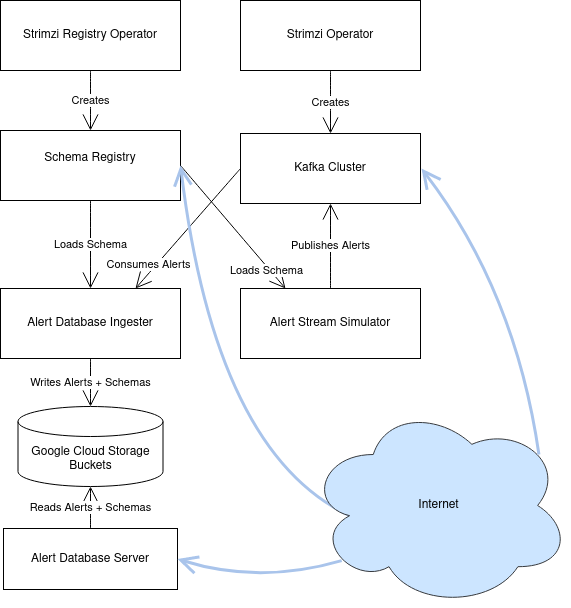 Strimzi Registry Operator
Strimzi Operator
Creates
Creates
Schema Registry
Kafka Cluster
Loads Schema
Publishes Alerts
Consumes Alerts
Loads Schema
Alert Database Ingester
Alert Stream Simulator
Writes Alerts + Schemas
Google Cloud Storage
Buckets
Internet
Reads Alerts + Schemas
Alert Database Server